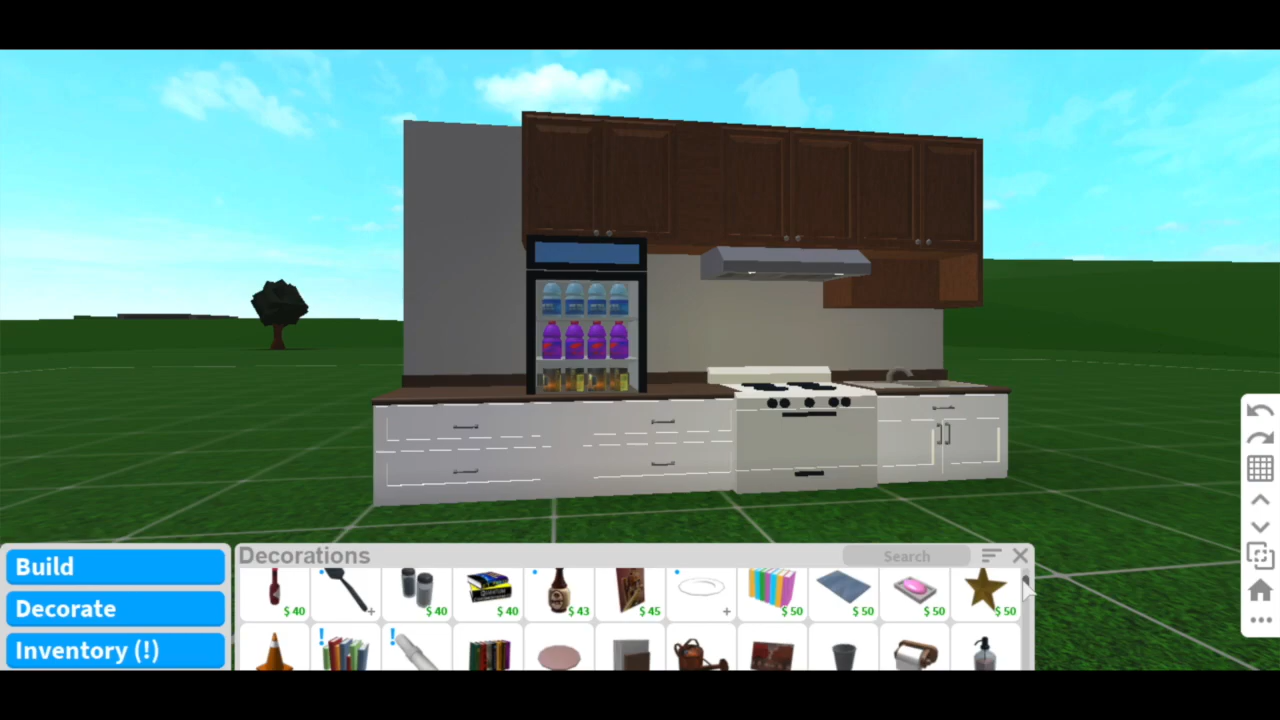 Decorations
Search
Build
Decorate
Inventory (!)
$ 40
+
$ 40
$ 40
$ 43
$ 45
+
$ 50
$ 50
$ 50
$ 50
!
!